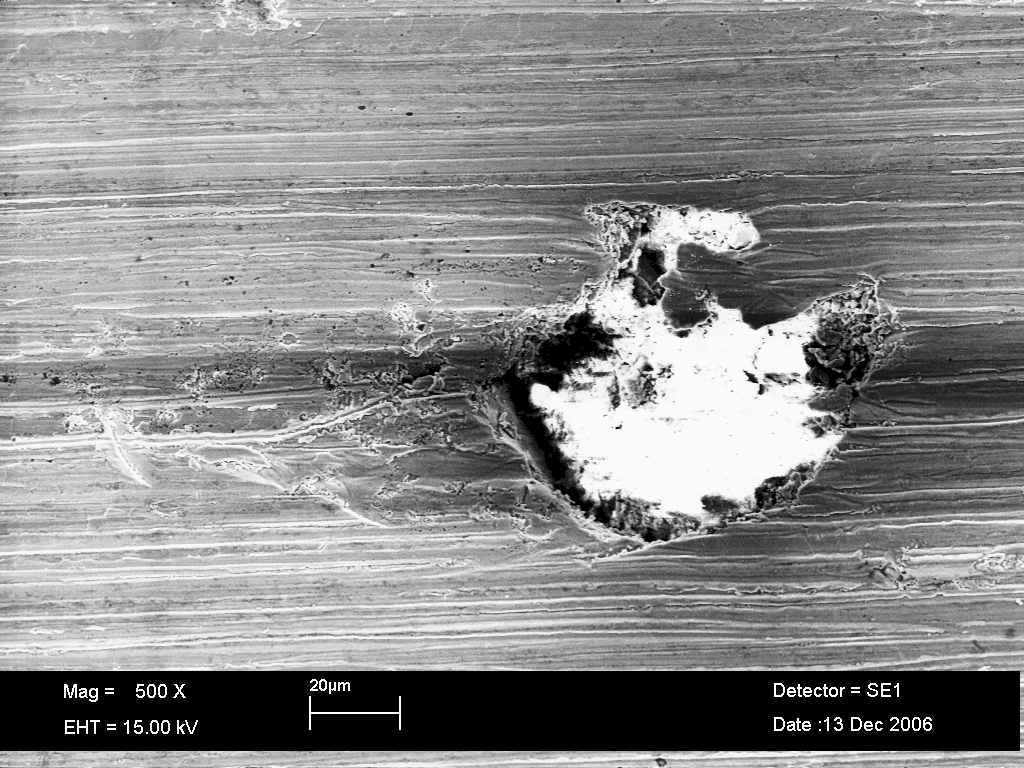 Mag = 500 X
EHT = 15.00 kV
20µm
Detector = SE1
Date :13 Dec 2006